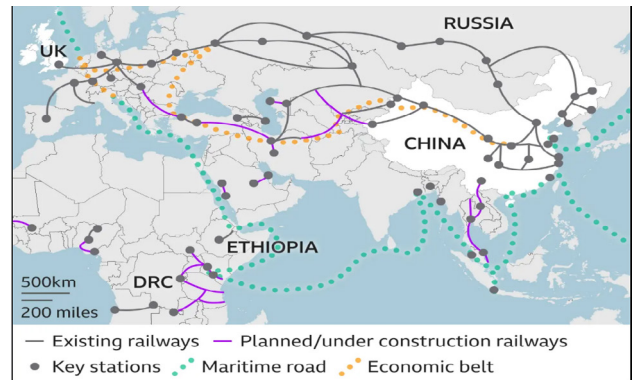 RUSSIA
UK
CHINA
ETHIOPIA
DRC
500km
200 miles
Existing railways Planned/under construction railways
Key stations Maritime road Economic belt